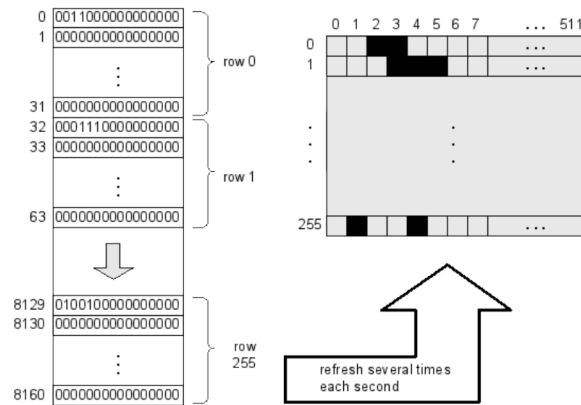 0 0011000000000000
1 0000000000000000
⋮
row 0
31 0000000000000000
32 0001110000000000
33 0000000000000000
⋮
row 1
63 0000000000000000
8129 0100100000000000
8130 0000000000000000
⋮
row
255
8160 0000000000000000
0 1 2 3 4 5 6 7 ... 511
0 ...
1 ...
⋮ ⋮
255 ...
refresh several times
each second